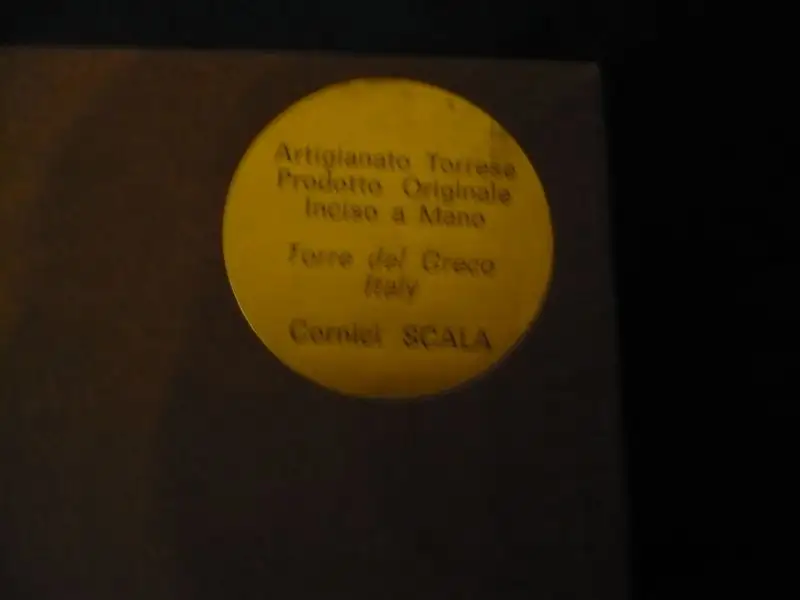 Artigianato Torrese
Prodotto Originale
Inciso a Mano
Torre del Greco
Italy
Cornici SCALA